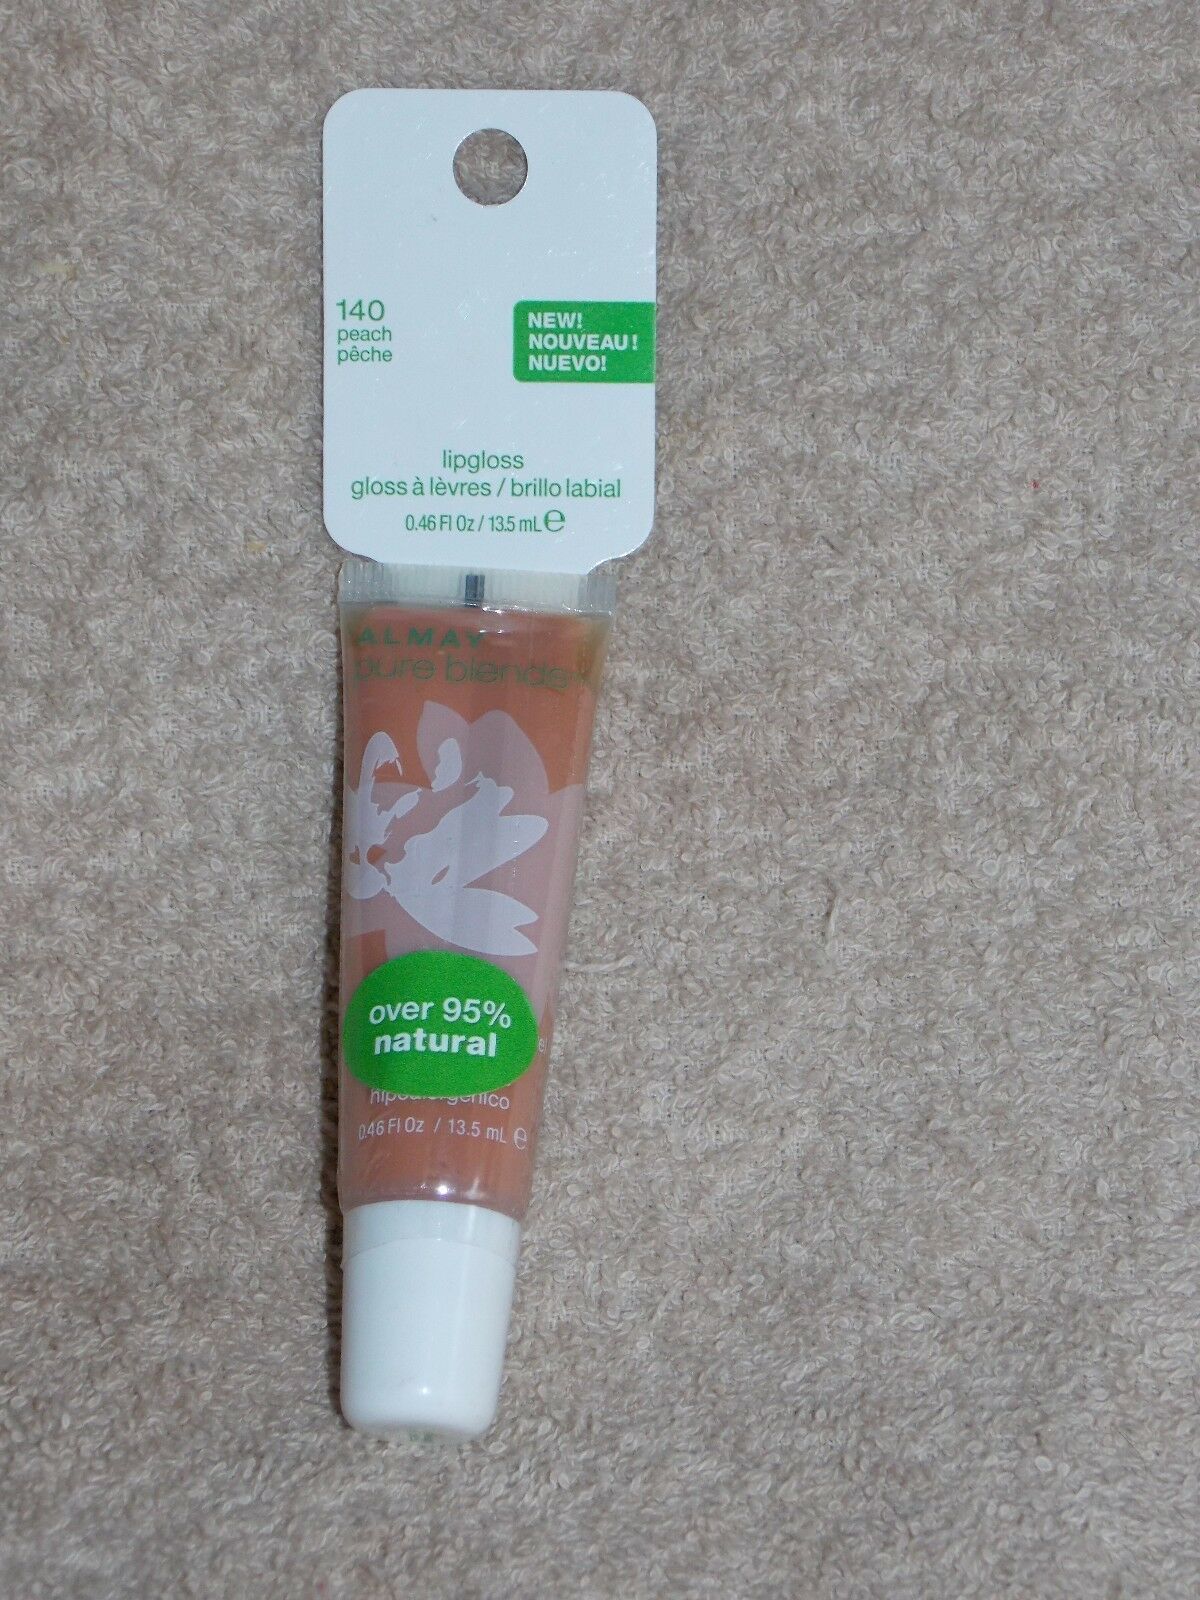 140
peach
pêche
NEW!
NOUVEAU!
NUEVO!
lipgloss
gloss à lèvres / brillo labial
0.46 Fl Oz / 13.5 mL ℮
ALMAY
pure blends
over 95%
natural
0.46 Fl Oz / 13.5 mL ℮